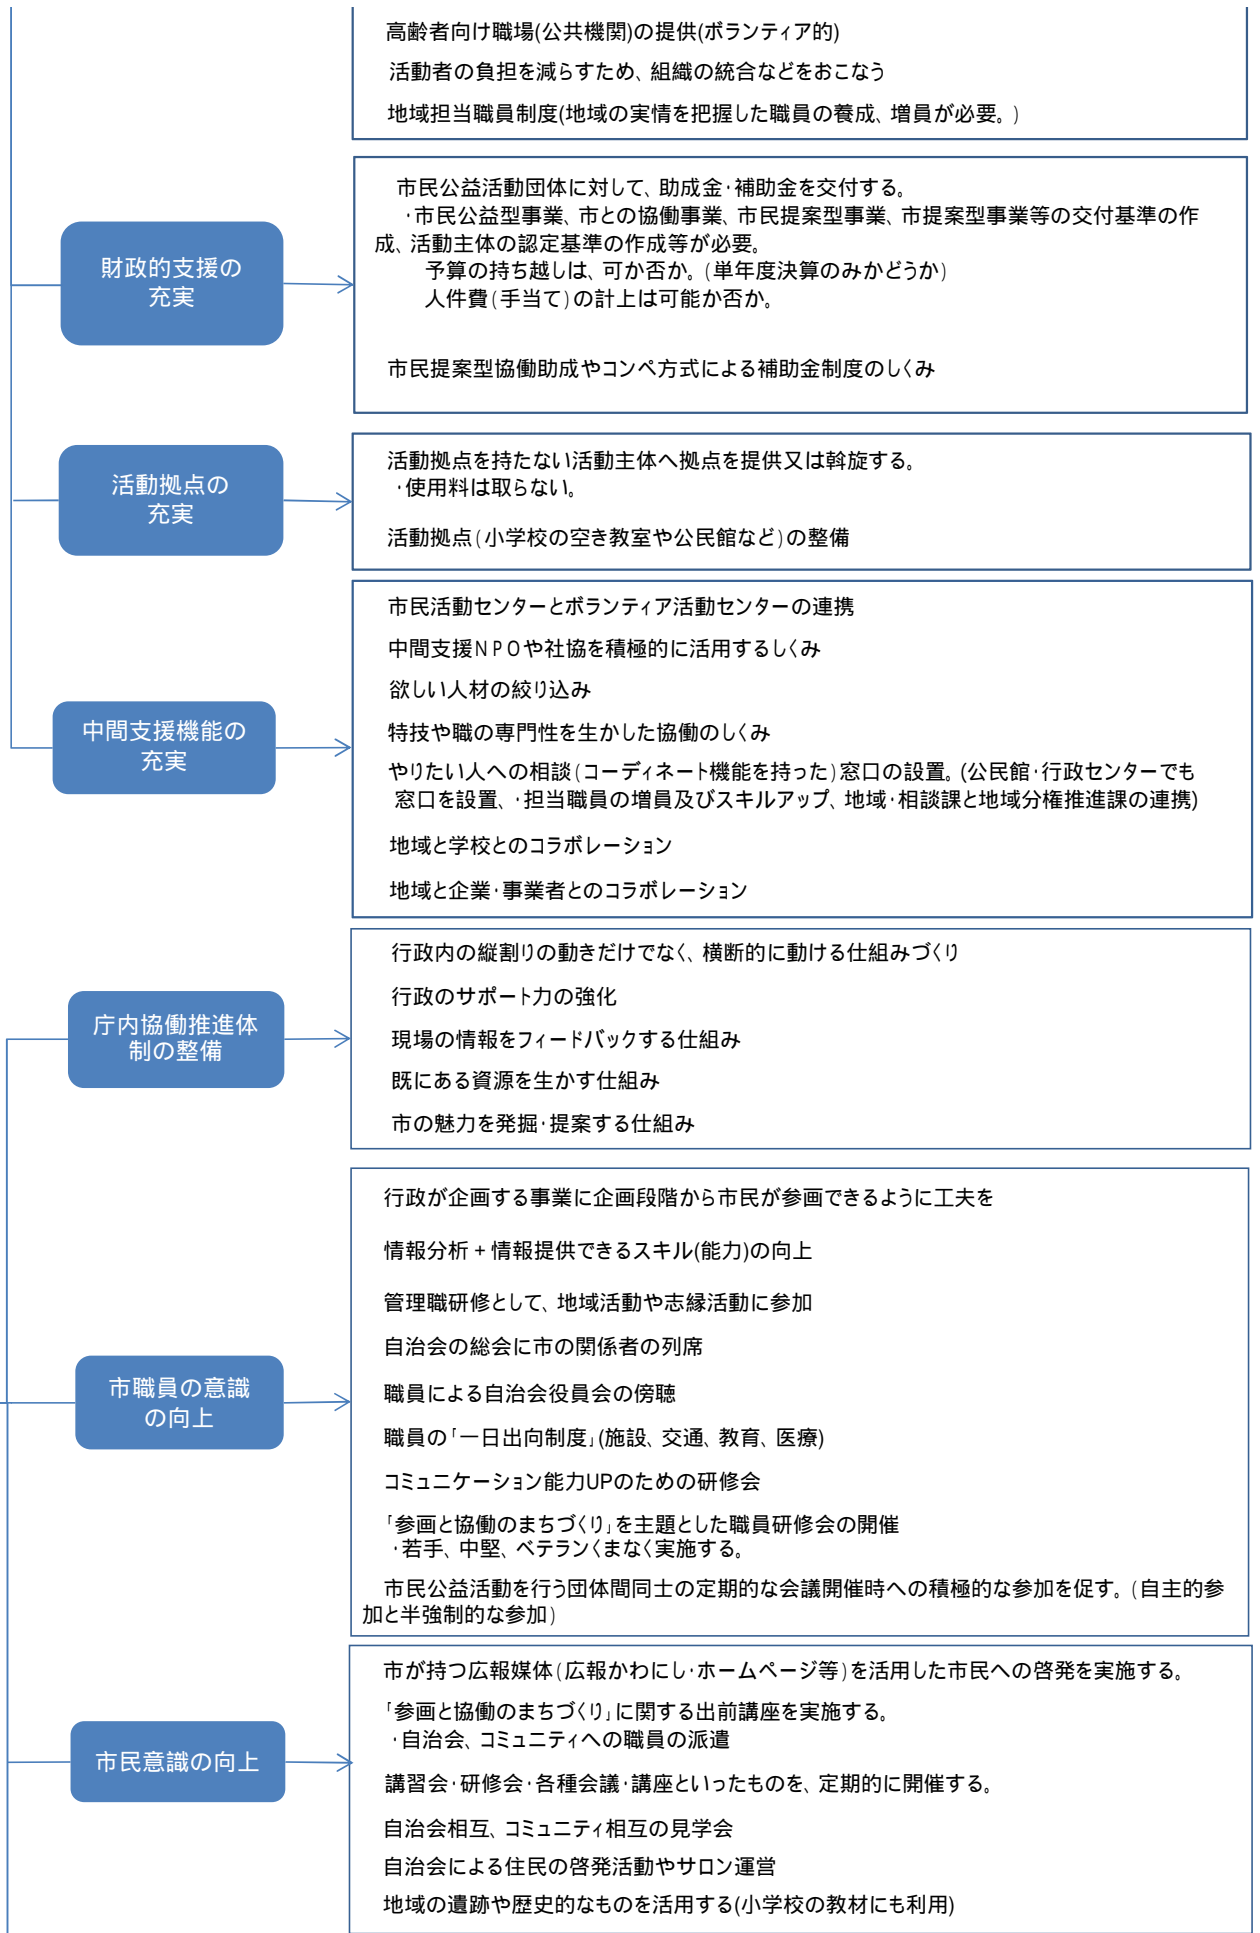 高齢者向け職場(公共機関)の提供(ボランティア的)
活動者の負担を減らすため、組織の統合などをおこなう
地域担当職員制度(地域の実情を把握した職員の養成、増員が必要。)
財政的支援の
充実
市民公益活動団体に対して、助成金・補助金を交付する。
・市民公益型事業、市との協働事業、市民提案型事業、市提案型事業等の交付基準の作
成、活動主体の認定基準の作成等が必要。
予算の持ち越しは、可か否か。(単年度決算のみかどうか)
人件費(手当て)の計上は可能か否か。
市民提案型協働助成やコンペ方式による補助金制度のしくみ
活動拠点の
充実
活動拠点を持たない活動主体へ拠点を提供又は斡旋する。
・使用料は取らない。
活動拠点(小学校の空き教室や公民館など)の整備
中間支援機能の
充実
市民活動センターとボランティア活動センターの連携
中間支援NPOや社協を積極的に活用するしくみ
欲しい人材の絞り込み
特技や職の専門性を生かした協働のしくみ
やりたい人への相談(コーディネート機能を持った)窓口の設置。(公民館・行政センターでも
窓口を設置、・担当職員の増員及びスキルアップ、地域・相談課と地域分権推進課の連携)
地域と学校とのコラボレーション
地域と企業・事業者とのコラボレーション
庁内協働推進体
制の整備
行政内の縦割りの動きだけでなく、横断的に動ける仕組みづくり
行政のサポート力の強化
現場の情報をフィードバックする仕組み
既にある資源を生かす仕組み
市の魅力を発掘・提案する仕組み
市職員の意識
の向上
行政が企画する事業に企画段階から市民が参画できるように工夫を
情報分析+情報提供できるスキル(能力)の向上
管理職研修として、地域活動や志縁活動に参加
自治会の総会に市の関係者の列席
職員による自治会役員会の傍聴
職員の「一日出向制度」(施設、交通、教育、医療)
コミュニケーション能力UPのための研修会
「参画と協働のまちづくり」を主題とした職員研修会の開催
・若手、中堅、ベテランくまなく実施する。
市民公益活動を行う団体間同士の定期的な会議開催時への積極的な参加を促す。(自主的参
加と半強制的な参加)
市民意識の向上
市が持つ広報媒体(広報かわにし・ホームページ等)を活用した市民への啓発を実施する。
「参画と協働のまちづくり」に関する出前講座を実施する。
・自治会、コミュニティへの職員の派遣
講習会・研修会・各種会議・講座といったものを、定期的に開催する。
自治会相互、コミュニティ相互の見学会
自治会による住民の啓発活動やサロン運営
地域の遺跡や歴史的なものを活用する(小学校の教材にも利用)